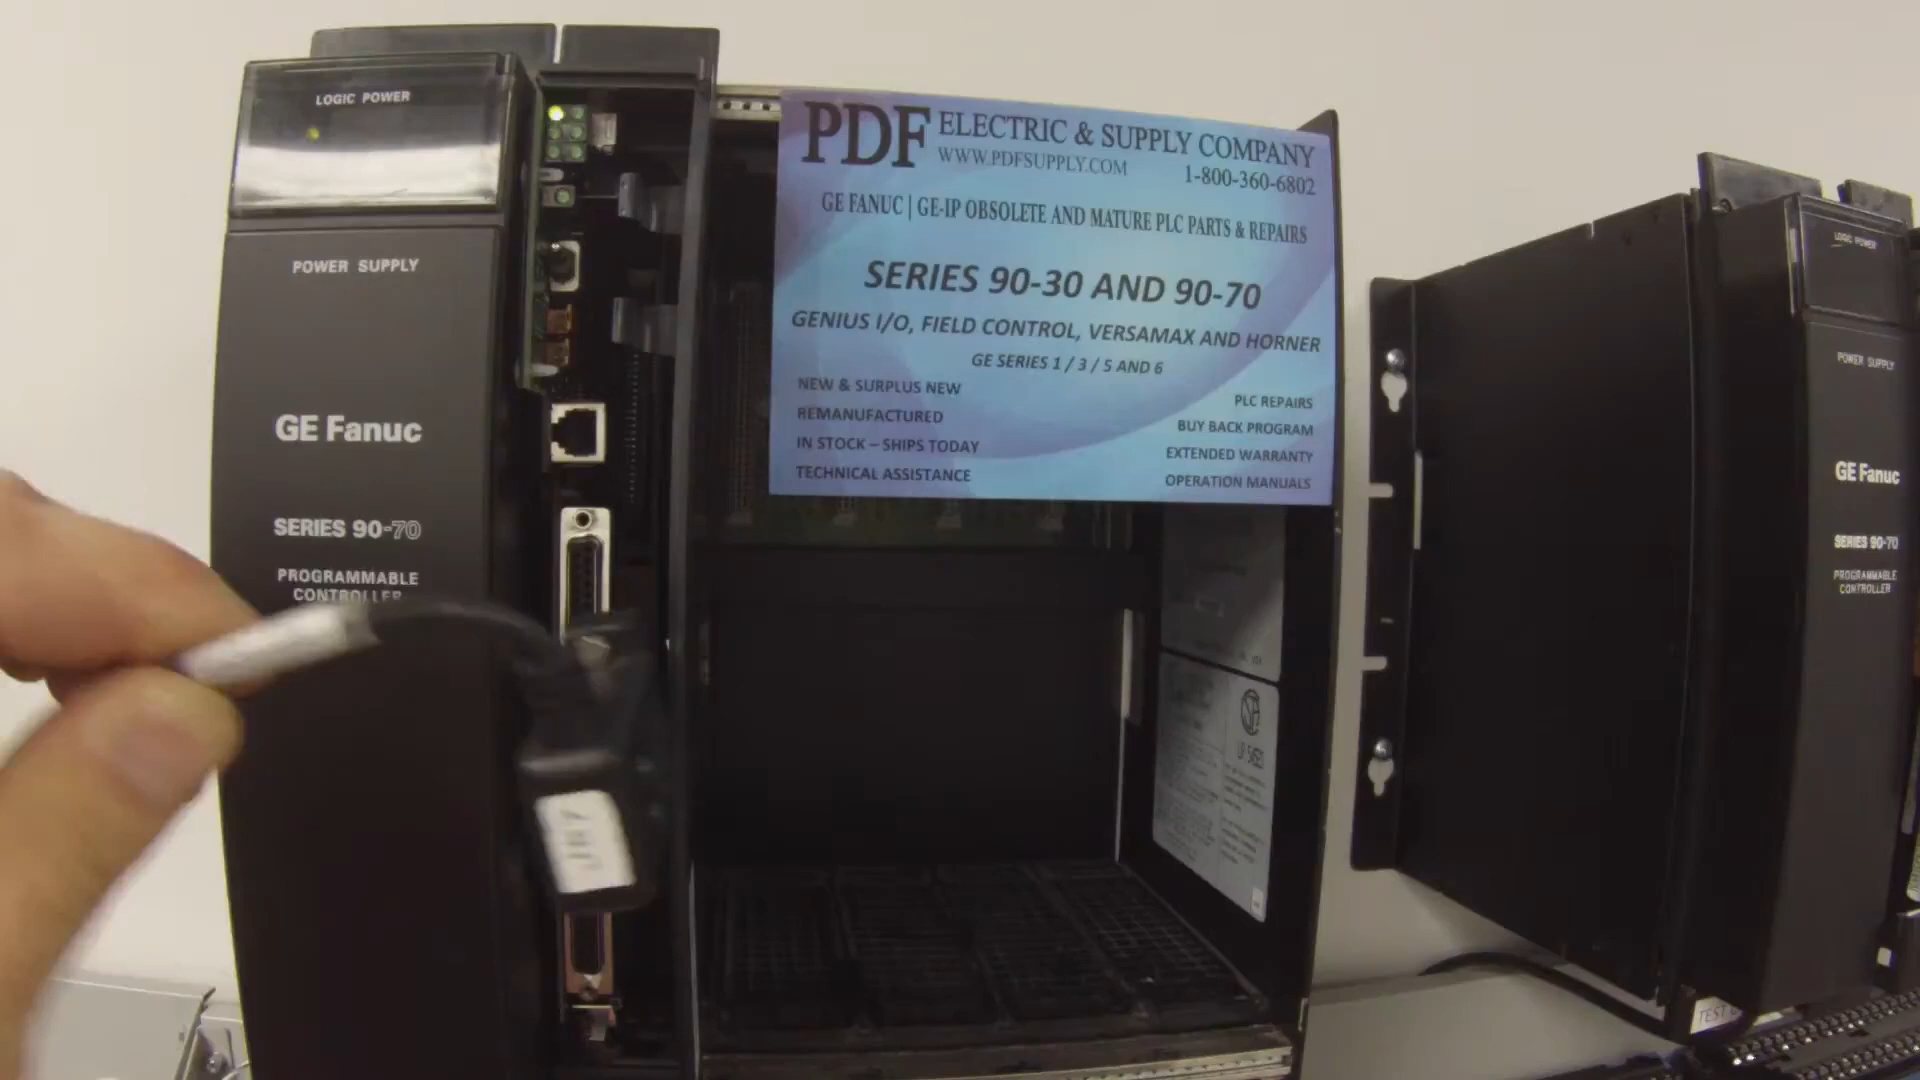 LOGIC POWER
POWER SUPPLY
GE Fanuc
SERIES 90-70
PROGRAMMABLE
CONTROLLER
PDF ELECTRIC & SUPPLY COMPANY
WWW.PDFSUPPLY.COM
1-800-360-6802
GE FANUC | GE-IP OBSOLETE AND MATURE PLC PARTS & REPAIRS
SERIES 90-30 AND 90-70
GENIUS I/O, FIELD CONTROL, VERSAMAX AND HORNER
GE SERIES 1 / 3 / 5 AND 6
NEW & SURPLUS NEW
REMANUFACTURED
IN STOCK – SHIPS TODAY
TECHNICAL ASSISTANCE
PLC REPAIRS
BUY BACK PROGRAM
EXTENDED WARRANTY
OPERATION MANUALS
LOGIC POWER
POWER SUPPLY
GE Fanuc
SERIES 90-70
PROGRAMMABLE
CONTROLLER
TEST